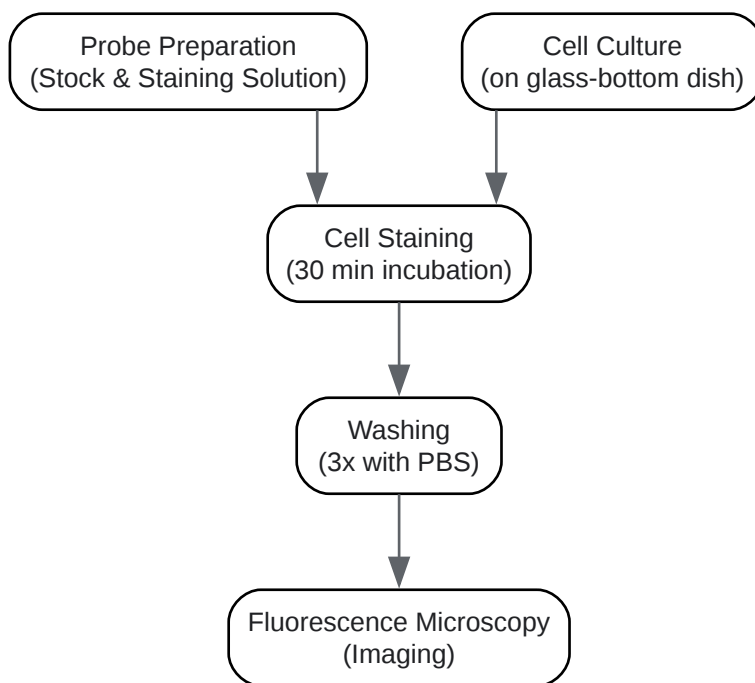 Probe Preparation
(Stock & Staining Solution)
Cell Culture
(on glass-bottom dish)
Cell Staining
(30 min incubation)
Washing
(3x with PBS)
Fluorescence Microscopy
(Imaging)